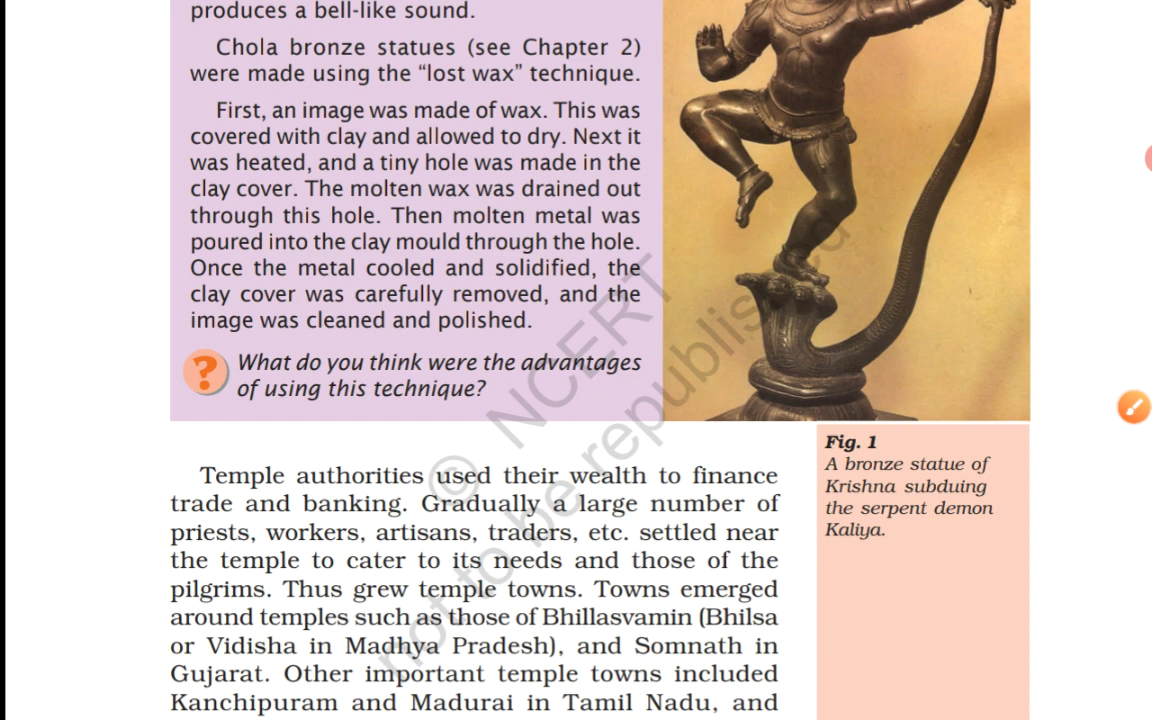 produces a bell-like sound.
Chola bronze statues (see Chapter 2)
were made using the “lost wax” technique.
First, an image was made of wax. This was
covered with clay and allowed to dry. Next it
was heated, and a tiny hole was made in the
clay cover. The molten wax was drained out
through this hole. Then molten metal was
poured into the clay mould through the hole.
Once the metal cooled and solidified, the
clay cover was carefully removed, and the
image was cleaned and polished.
?
What do you think were the advantages
of using this technique?
Fig. 1
A bronze statue of
Krishna subduing
the serpent demon
Kaliya.
Temple authorities used their wealth to finance
trade and banking. Gradually a large number of
priests, workers, artisans, traders, etc. settled near
the temple to cater to its needs and those of the
pilgrims. Thus grew temple towns. Towns emerged
around temples such as those of Bhillasvamin (Bhilsa
or Vidisha in Madhya Pradesh), and Somnath in
Gujarat. Other important temple towns included
Kanchipuram and Madurai in Tamil Nadu, and
© NCERT
not to be republished